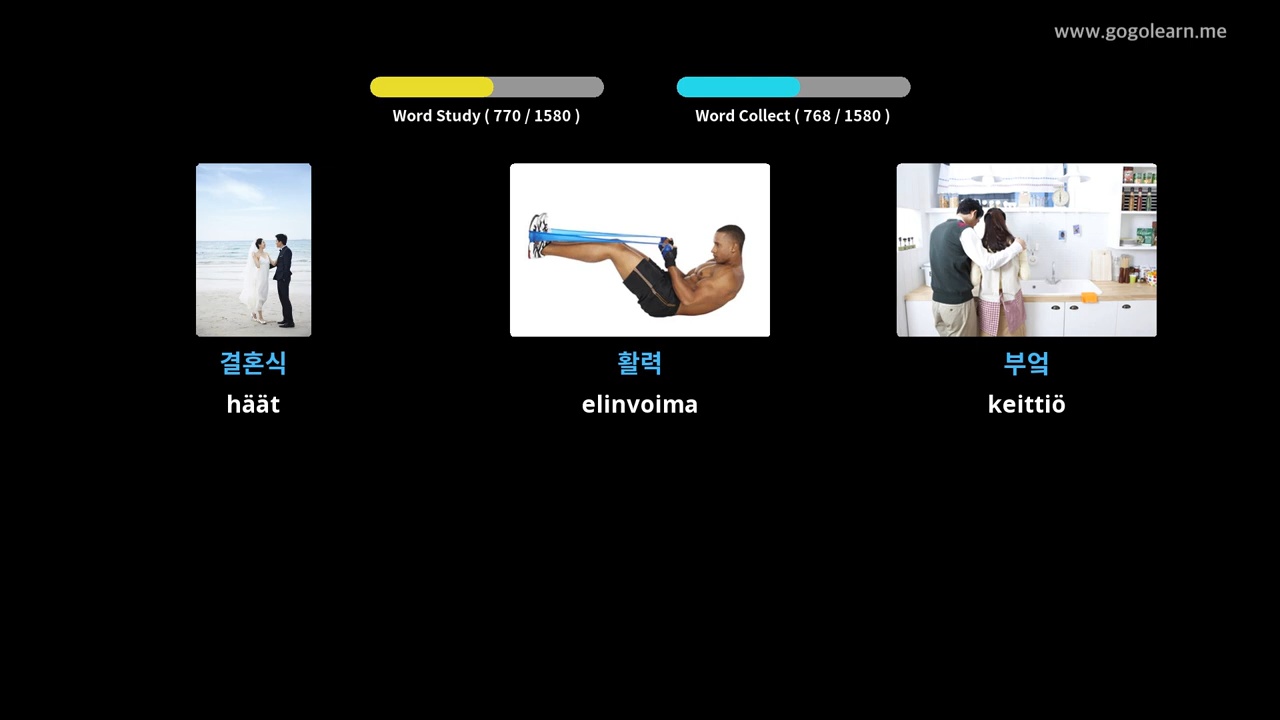 www.gogolearn.me
Word Study ( 770 / 1580 )
Word Collect ( 768 / 1580 )
결혼식
활력
부엌
häät
elinvoima
keittiö